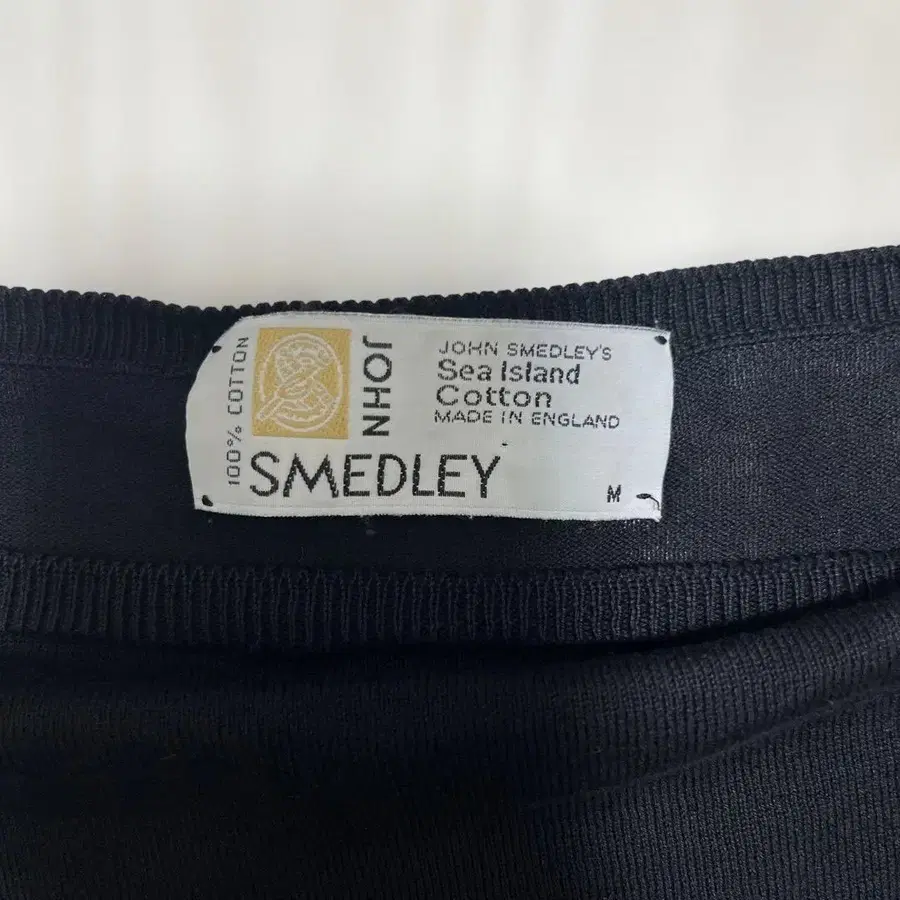 100% COTTON
JOHN
SMEDLEY
JOHN SMEDLEY'S
Sea Island
Cotton
MADE IN ENGLAND
M